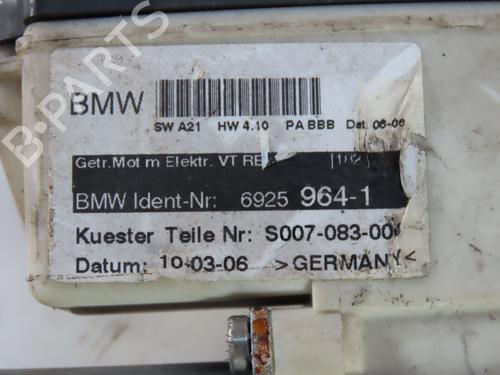 BMW
SW A21 HW 4.10 PA BBB Dat. 06-06
Getr.Mot m Elektr. VT RE
BMW Ident-Nr: 6925 964-1
Kuester Teile Nr: S007-083-00
Datum: 10-03-06 >GERMANY<
B-PARTS